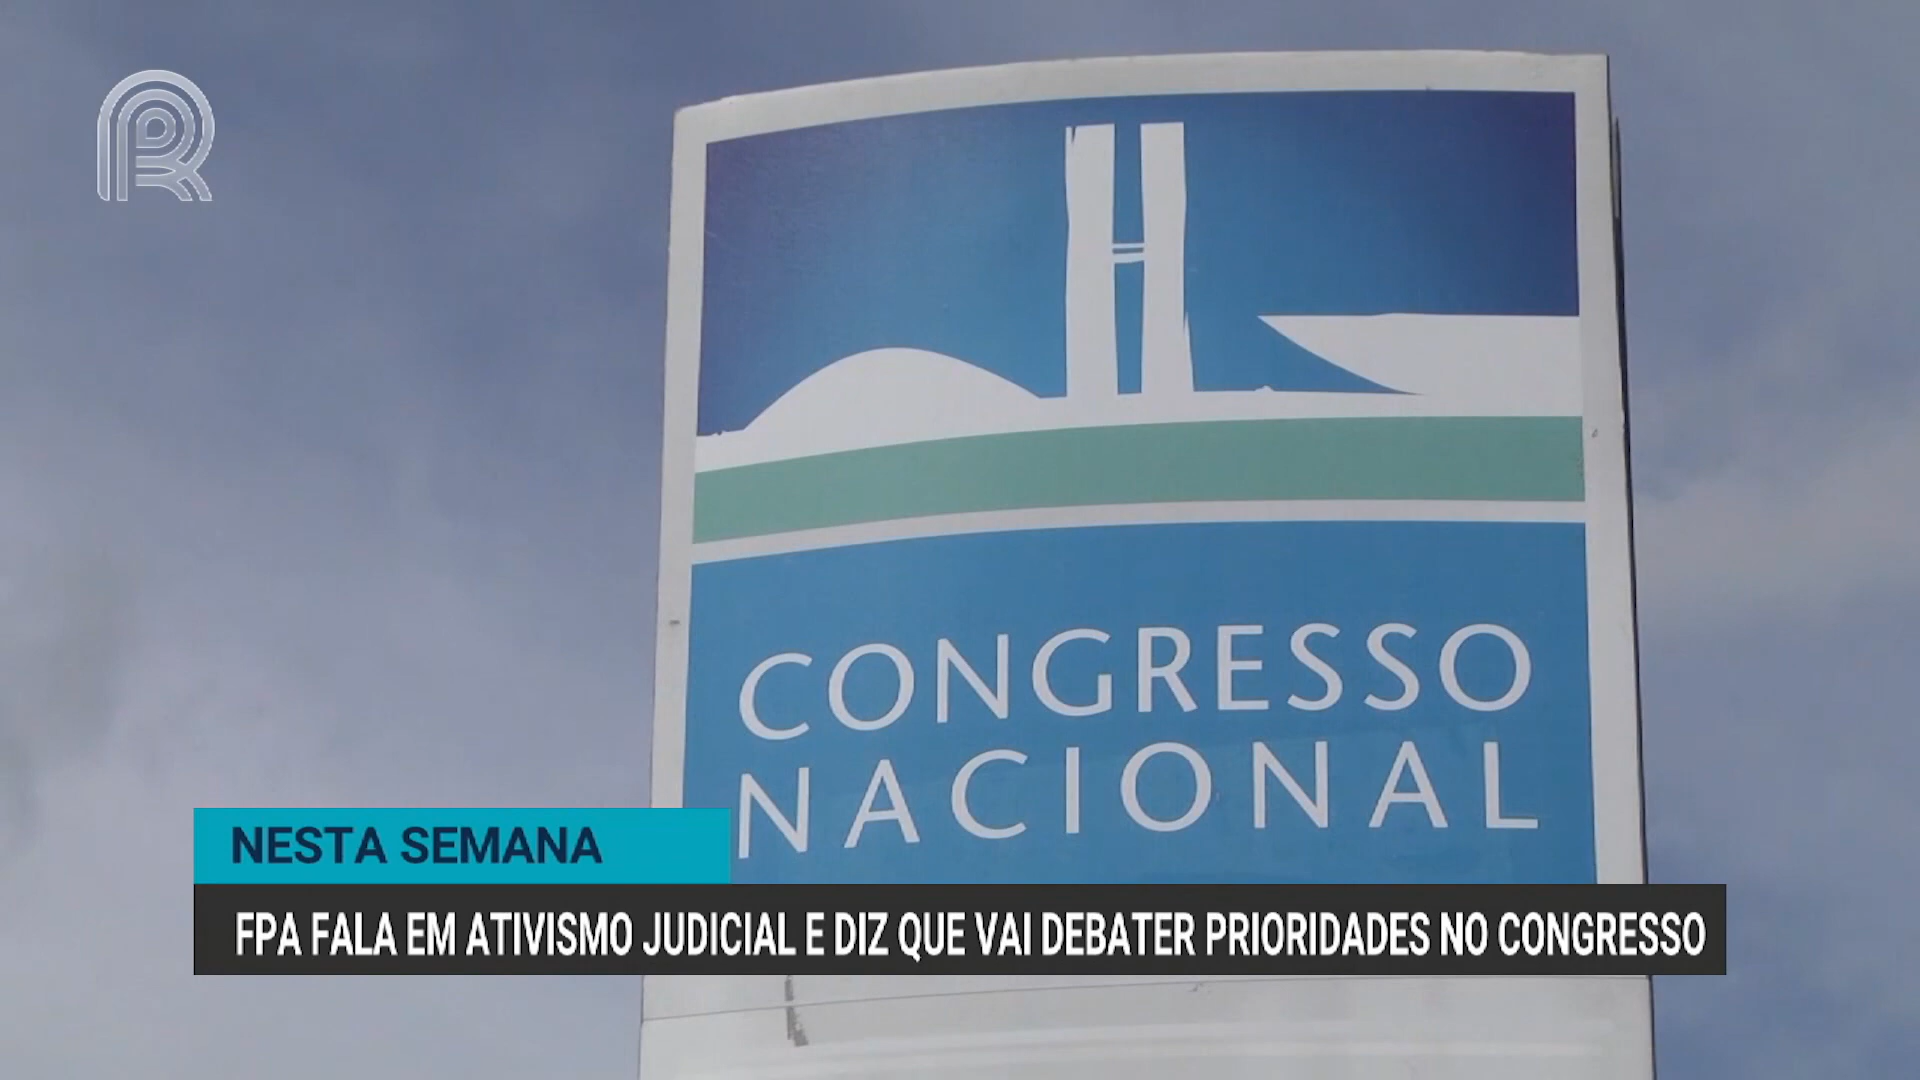 CONGRESSO
NACIONAL
NESTA SEMANA
FPA FALA EM ATIVISMO JUDICIAL E DIZ QUE VAI DEBATER PRIORIDADES NO CONGRESSO